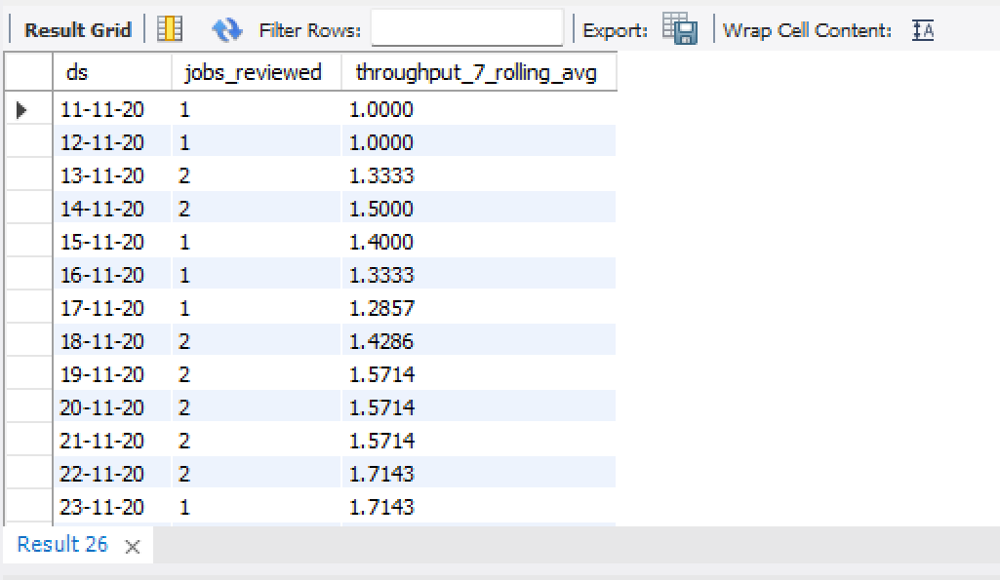 Result Grid Filter Rows: Export: Wrap Cell Content: IA
ds jobs_reviewed throughput_7_rolling_avg
11-11-20 1 1.0000
12-11-20 1 1.0000
13-11-20 2 1.3333
14-11-20 2 1.5000
15-11-20 1 1.4000
16-11-20 1 1.3333
17-11-20 1 1.2857
18-11-20 2 1.4286
19-11-20 2 1.5714
20-11-20 2 1.5714
21-11-20 2 1.5714
22-11-20 2 1.7143
23-11-20 1 1.7143
Result 26